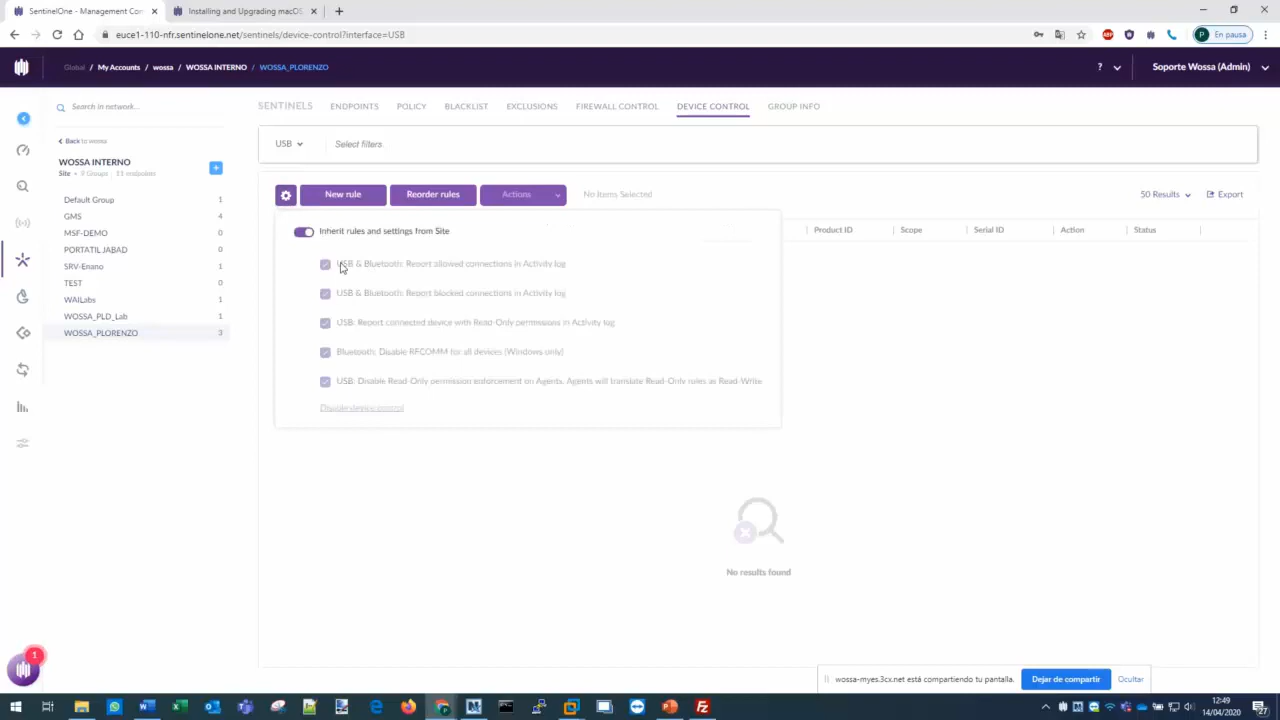 SentinelOne - Management Con
Installing and Upgrading macOS
euce1-110-nfr.sentinelone.net/sentinels/device-control?interface=USB
ABP
P
En pausa
Global
My Accounts
wossa
WOSSA INTERNO
WOSSA_PLORENZO
?
Soporte Wossa (Admin)
Search in network...
SENTINELS
ENDPOINTS
POLICY
BLACKLIST
EXCLUSIONS
FIREWALL CONTROL
DEVICE CONTROL
GROUP INFO
Back to wossa
USB
Select filters
WOSSA INTERNO
Site • 9 Groups • 11 endpoints
Default Group 1
GMS 4
MSF-DEMO 0
PORTATIL JABAD 0
SRV-Enano 1
TEST 0
WAILabs 1
WOSSA_PLD_Lab 1
WOSSA_PLORENZO 3
New rule
Reorder rules
Actions
No Items Selected
50 Results
Export
Product ID
Scope
Serial ID
Action
Status
Inherit rules and settings from Site
USB & Bluetooth: Report allowed connections in Activity log
USB & Bluetooth: Report blocked connections in Activity log
USB: Report connected device with Read-Only permissions in Activity log
Bluetooth: Disable RFCOMM for all devices (Windows only)
USB: Disable Read-Only permission enforcement on Agents. Agents will translate Read-Only rules as Read-Write
Disable device control
No results found
1
wossa-myes.3cx.net está compartiendo tu pantalla.
Dejar de compartir
Ocultar
12:49
14/04/2020
27